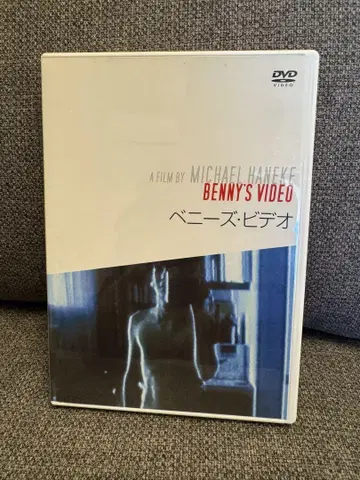 DVD
VIDEO
A FILM BY MICHAEL HANEKE
BENNY'S VIDEO
ベニーズ・ビデオ